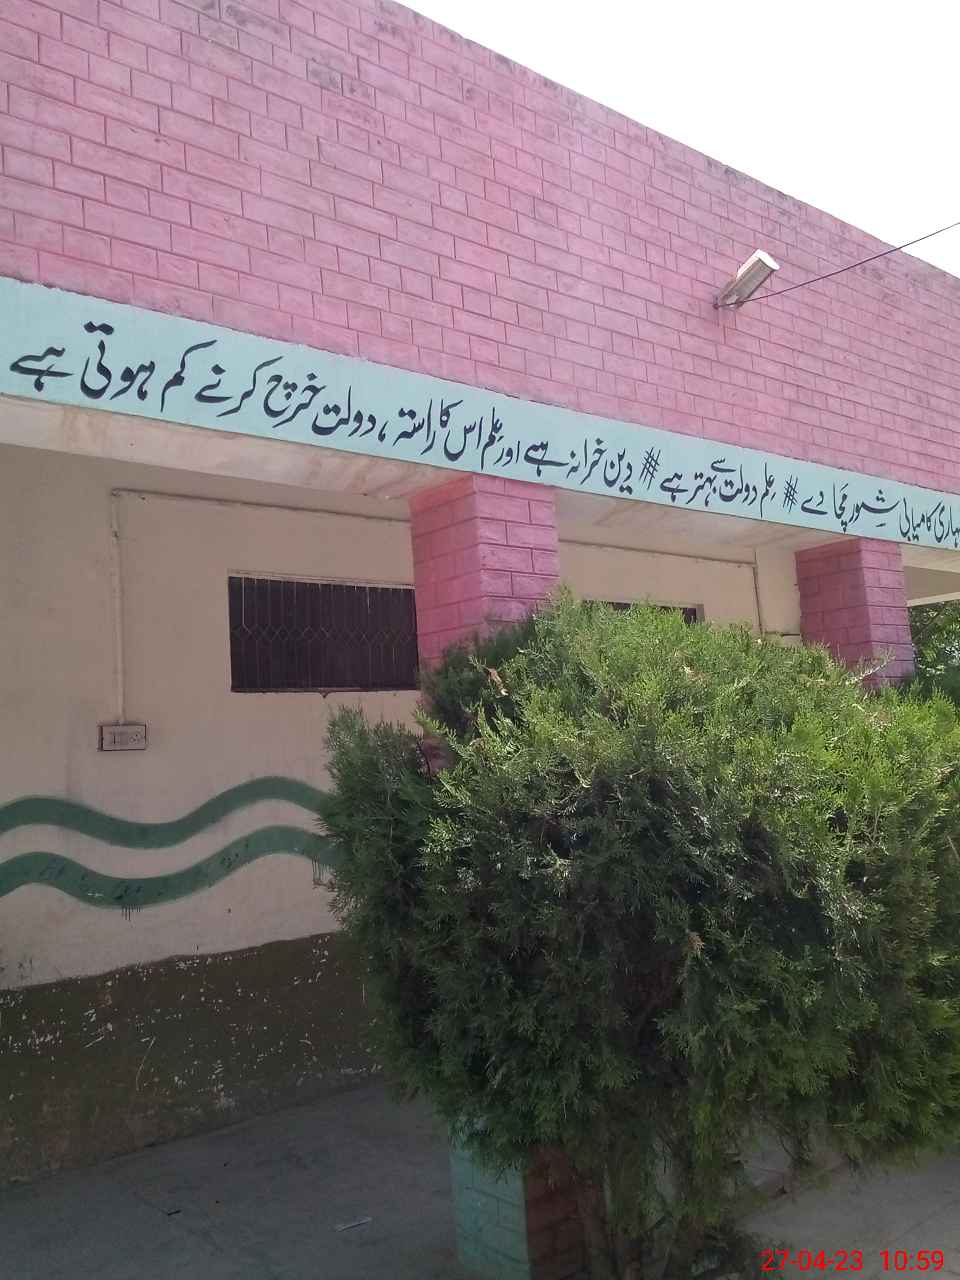 کامیابی شور مچا دے # علم دولت سے بہتر ہے # دین خزانہ ہے اور علم اس کا راستہ ، دولت خرچ کرنے کم ہوتی ہے
27-04-23 10:59